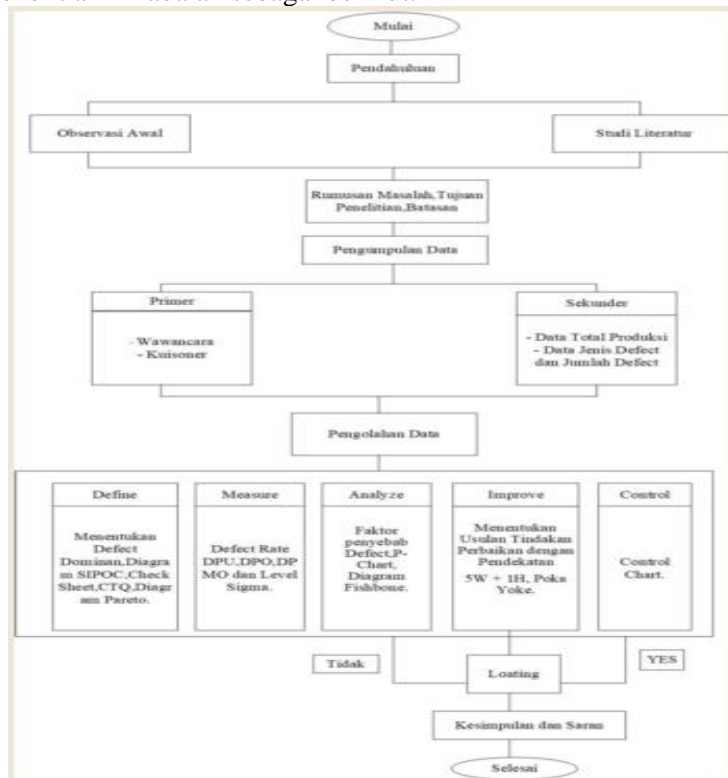 Mulai
Pendahuluan
Observasi Awal
Studi Literatur
Rumusan Masalah,Tujuan
Penelitian,Batasan
Pengumpulan Data
Primer
- Wawancara
- Kuisoner
Sekunder
- Data Total Produksi
- Data Jenis Defect
dan Jumlah Defect
Pengolahan Data
Define
Menentukan
Defect
Dominan,Diagra
m SIPOC,Check
Sheet,CTQ,Diagr
am Pareto.
Measure
Defect Rate
DPU,DPO,DP
MO dan Level
Sigma.
Analyze
Faktor
penyebab
Defect,P-
Chart,
Diagram
Fishbone.
Improve
Menentukan
Usulan Tindakan
Perbaikan dengan
Pendekatan
5W + 1H, Poka
Yoke.
Control
Control
Chart.
Tidak
YES
Loating
Kesimpulan dan Saran
Selesai